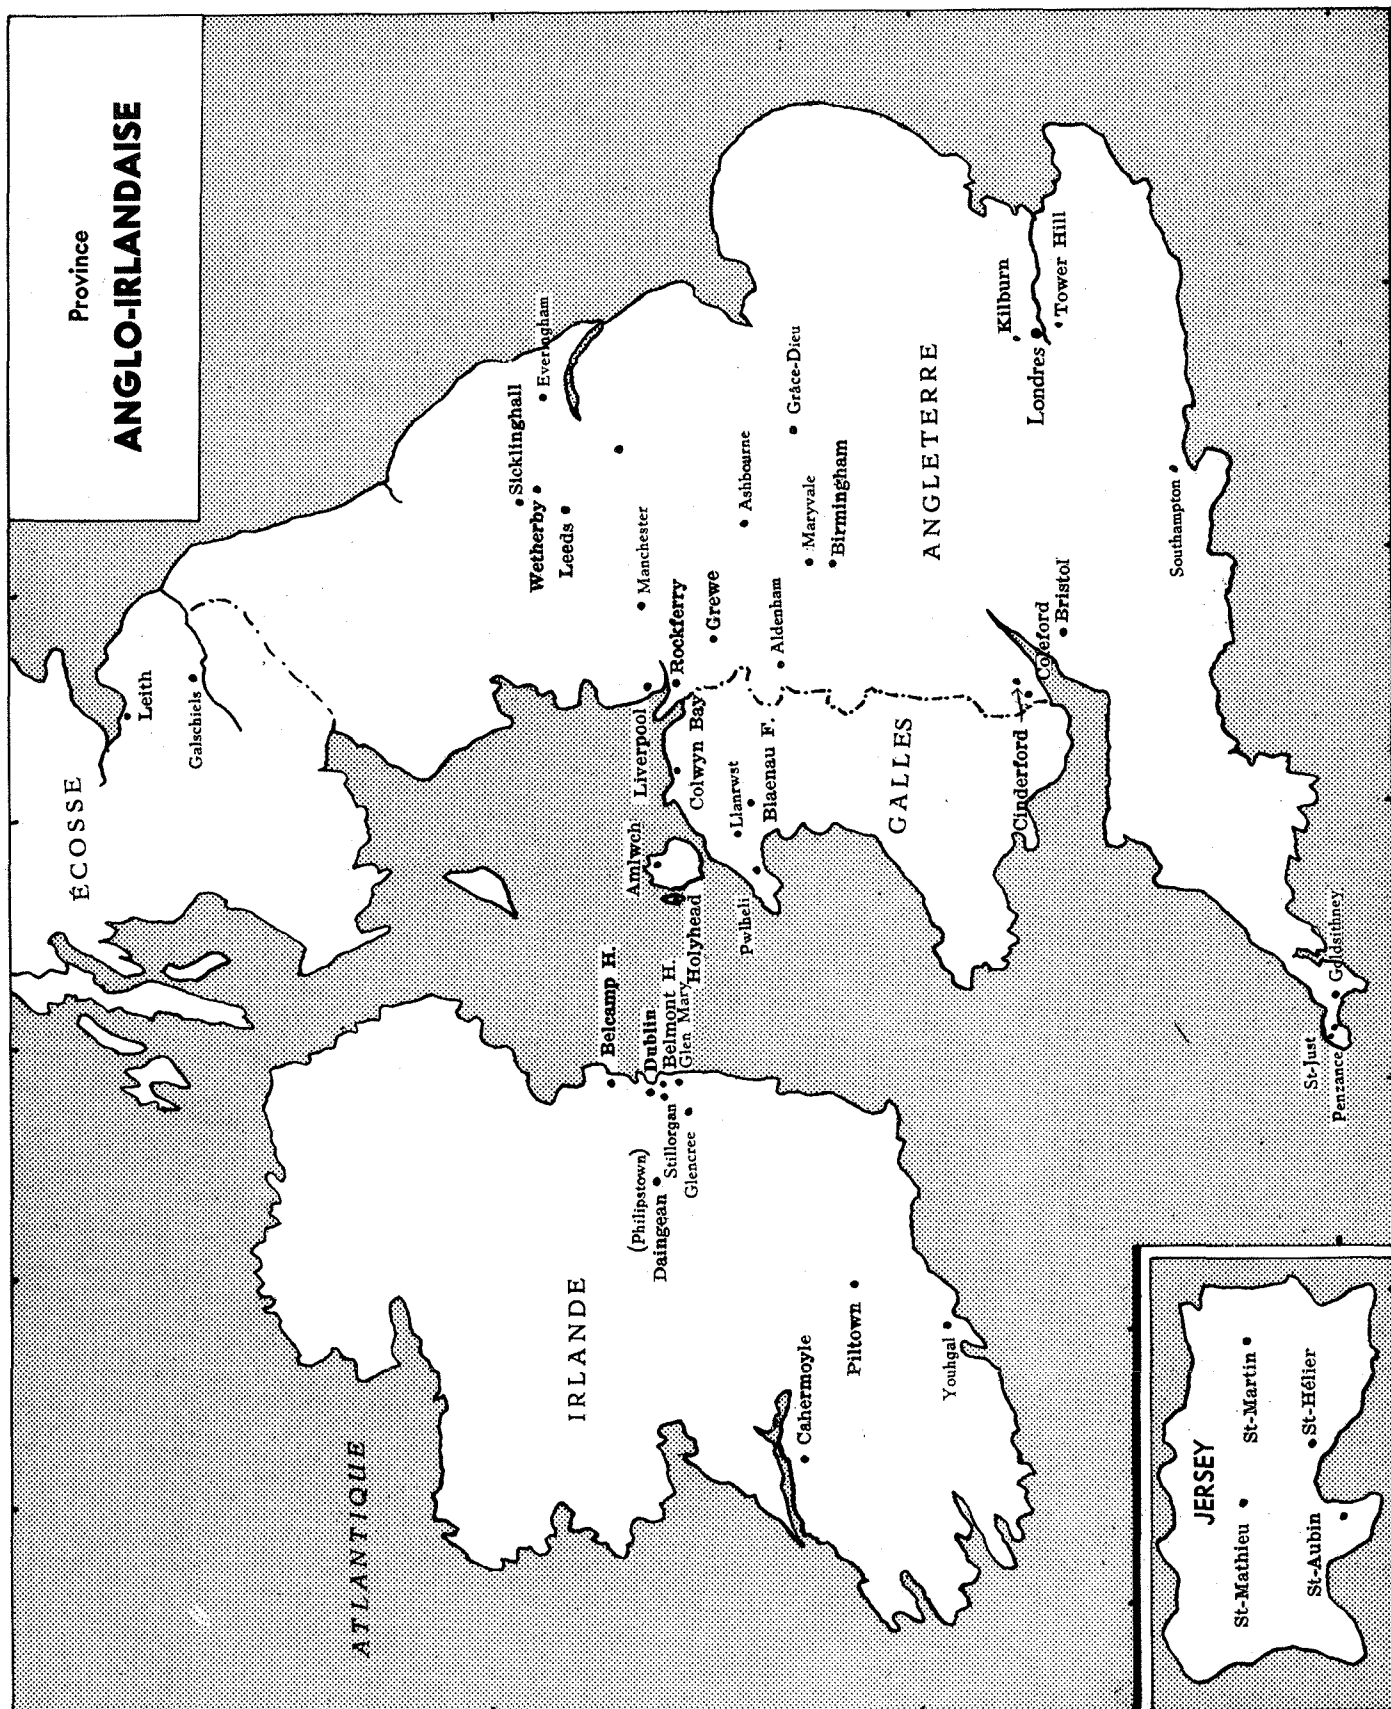 Province
ANGLO-IRLANDAISE
ÉCOSSE
Leith
Galschiels
ATLANTIQUE
IRLANDE
Belcamp H.
Dublin
Belmont H.
Glen Mary
Stillorgan
Glencree
(Philipstown)
Daingean
Cahermoyle
Piltown
Youhgal
Sicklinghall
Everingham
Wetherby
Leeds
Manchester
Liverpool
Rockferry
Grewe
Amlwch
Holyhead
Colwyn Bay
Llanrwst
Blaenau F.
Pwlheli
Ashbourne
Grâce-Dieu
Maryvale
Birmingham
Aldenham
GALLES
ANGLETERRE
Cinderford
Coleford
Bristol
Kilburn
Londres
Tower Hill
Southampton
Goldsithney
St-Just
Penzance
JERSEY
St-Mathieu
St-Martin
St-Aubin
St-Hélier